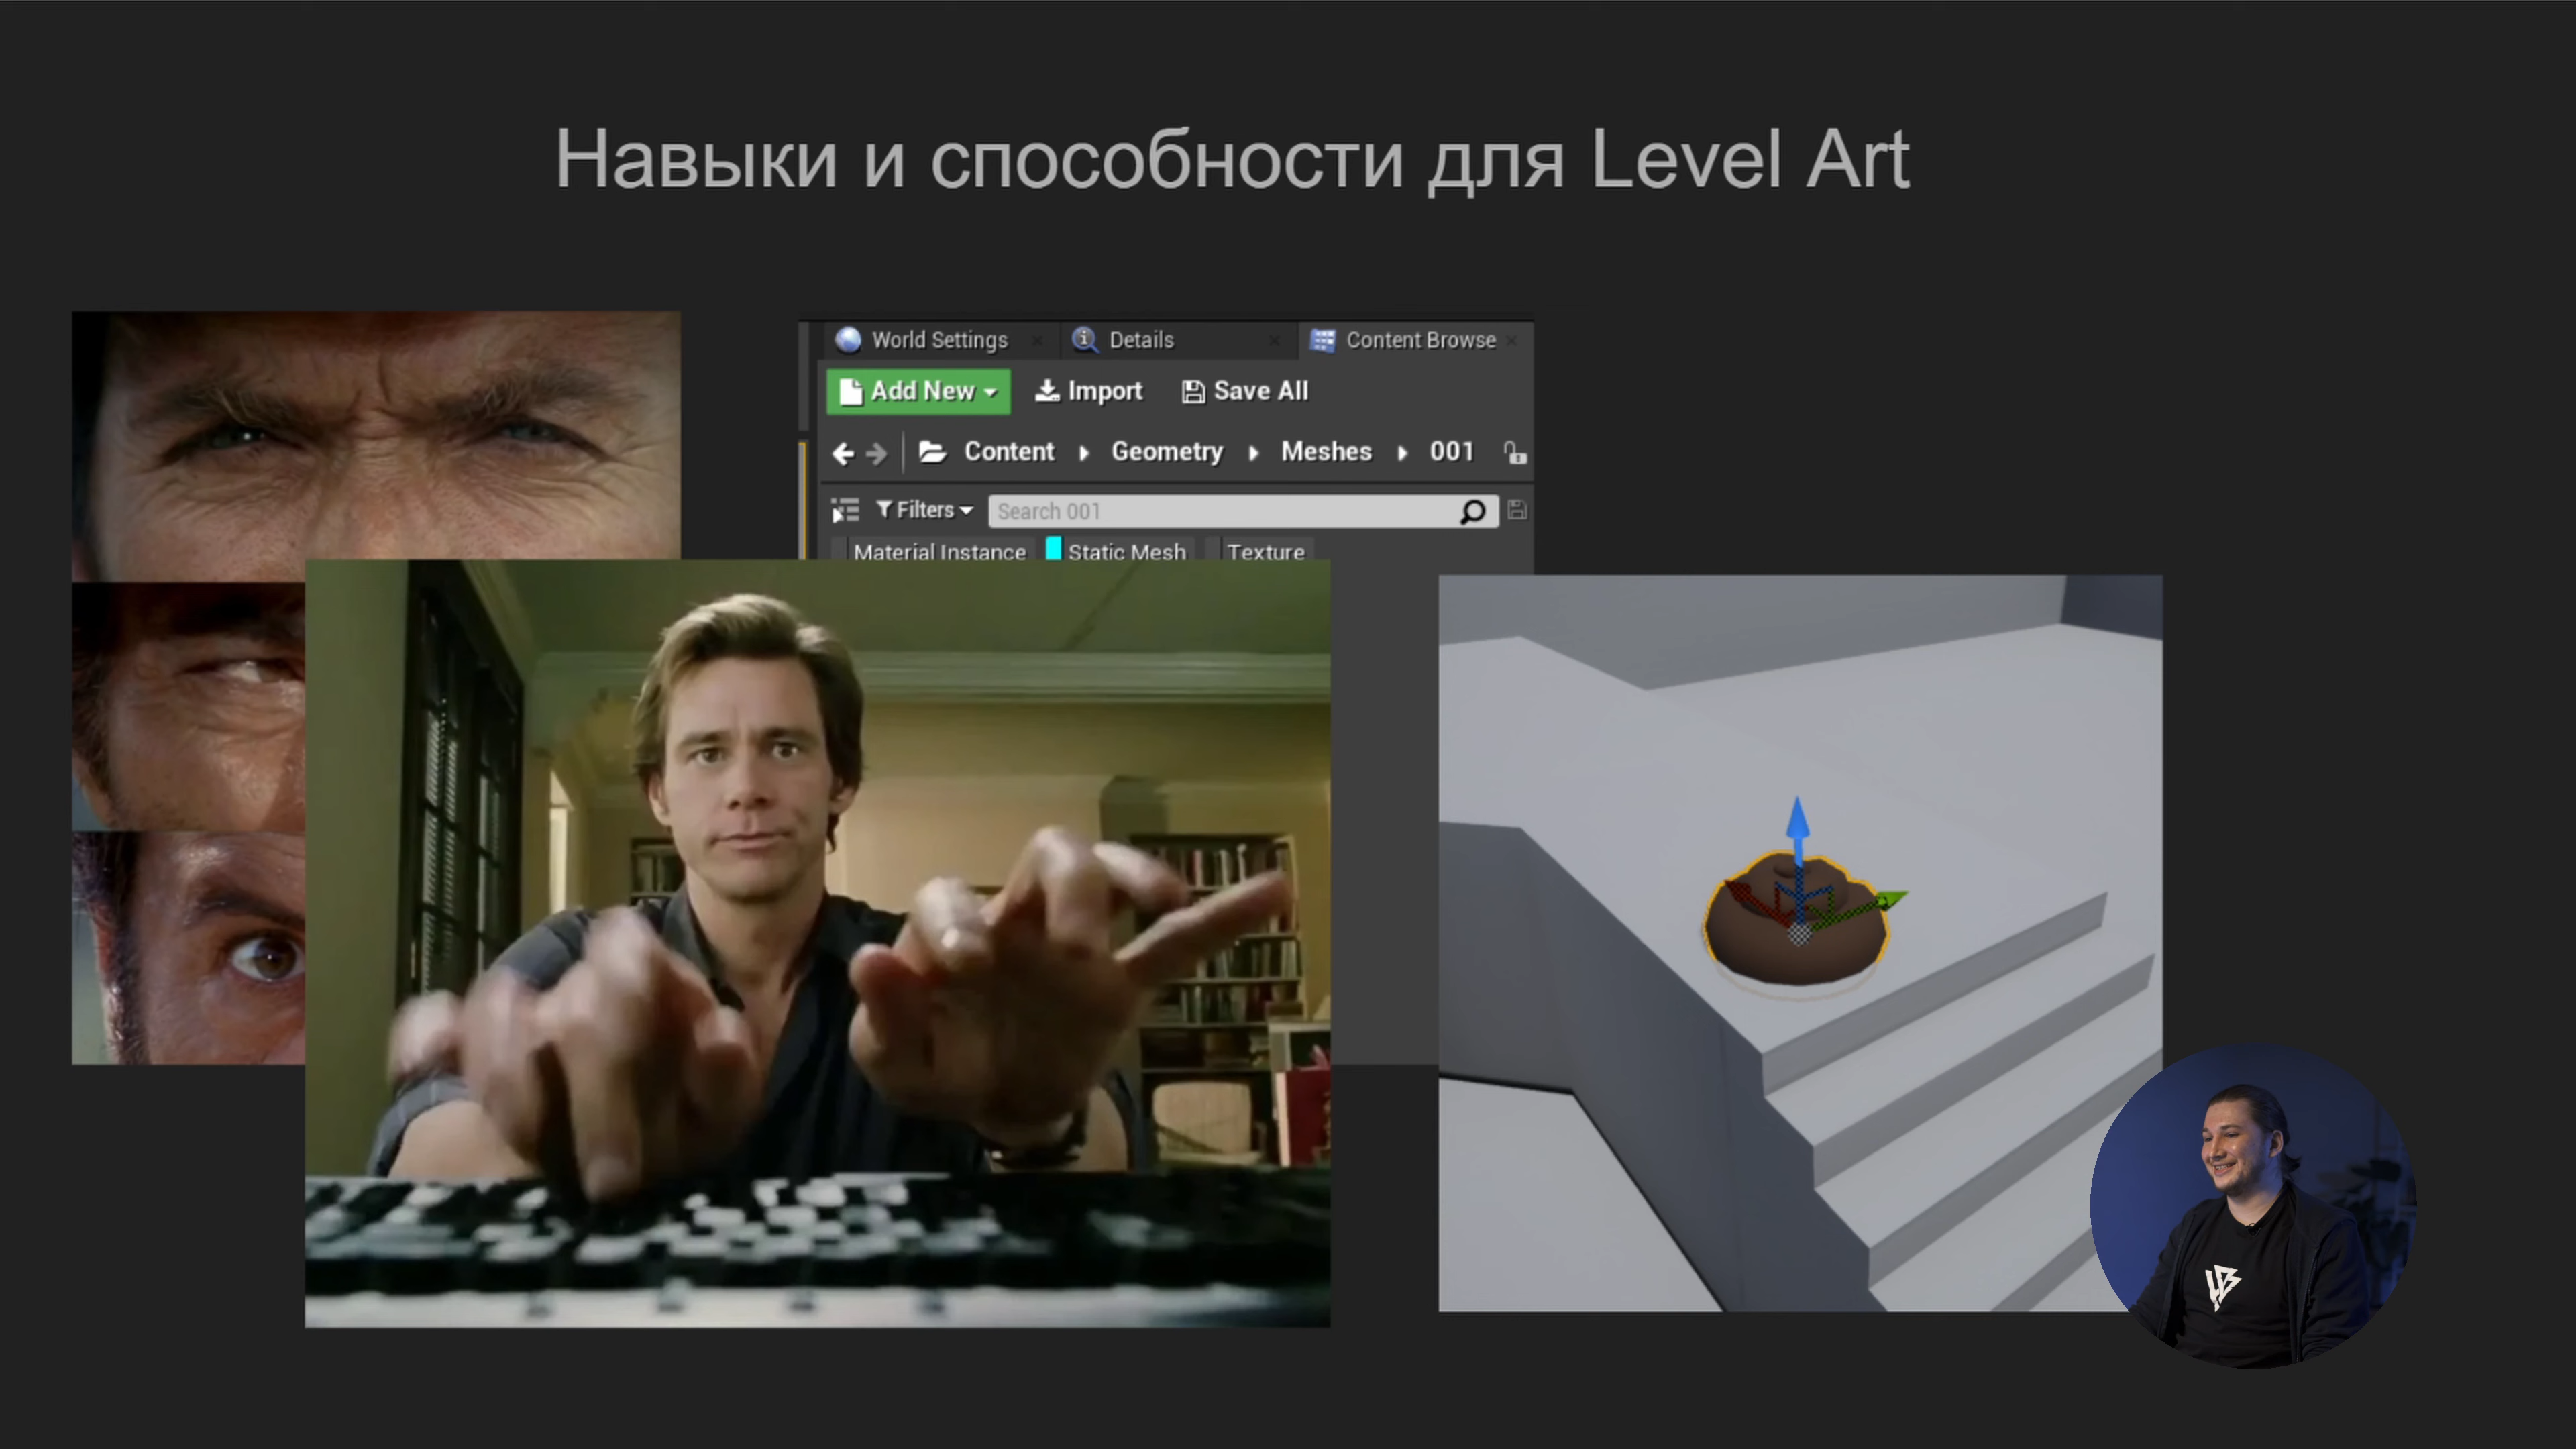 Навыки и способности для Level Art
World Settings
Details
Content Browse
Add New
Import
Save All
Content
Geometry
Meshes
001
Filters
Search 001
Material Instance
Static Mesh
Texture